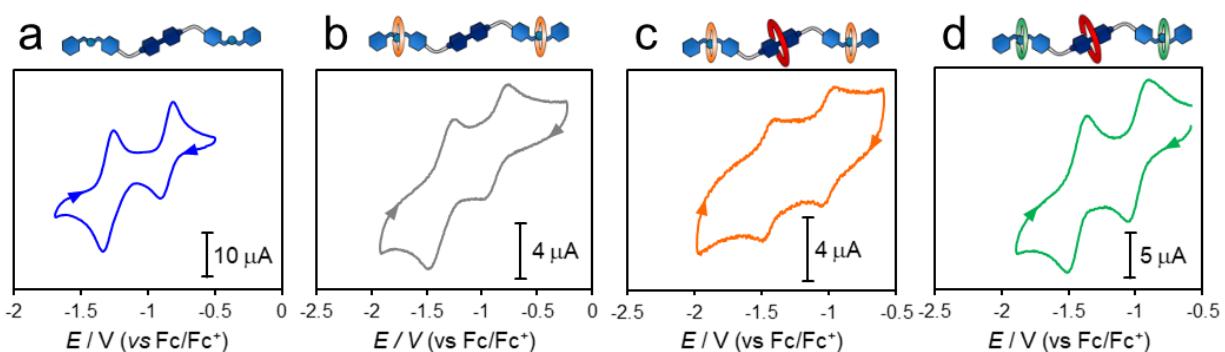 a b c d
10 µA 4 µA 4 µA 5 µA
-2 -1.5 -1 -0.5 0
-2.5 -2 -1.5 -1 -0.5 0
-2.5 -2 -1.5 -1 -0.5
-2 -1.5 -1 -0.5
E / V (vs Fc/Fc⁺) E / V (vs Fc/Fc⁺) E / V (vs Fc/Fc⁺) E / V (vs Fc/Fc⁺)